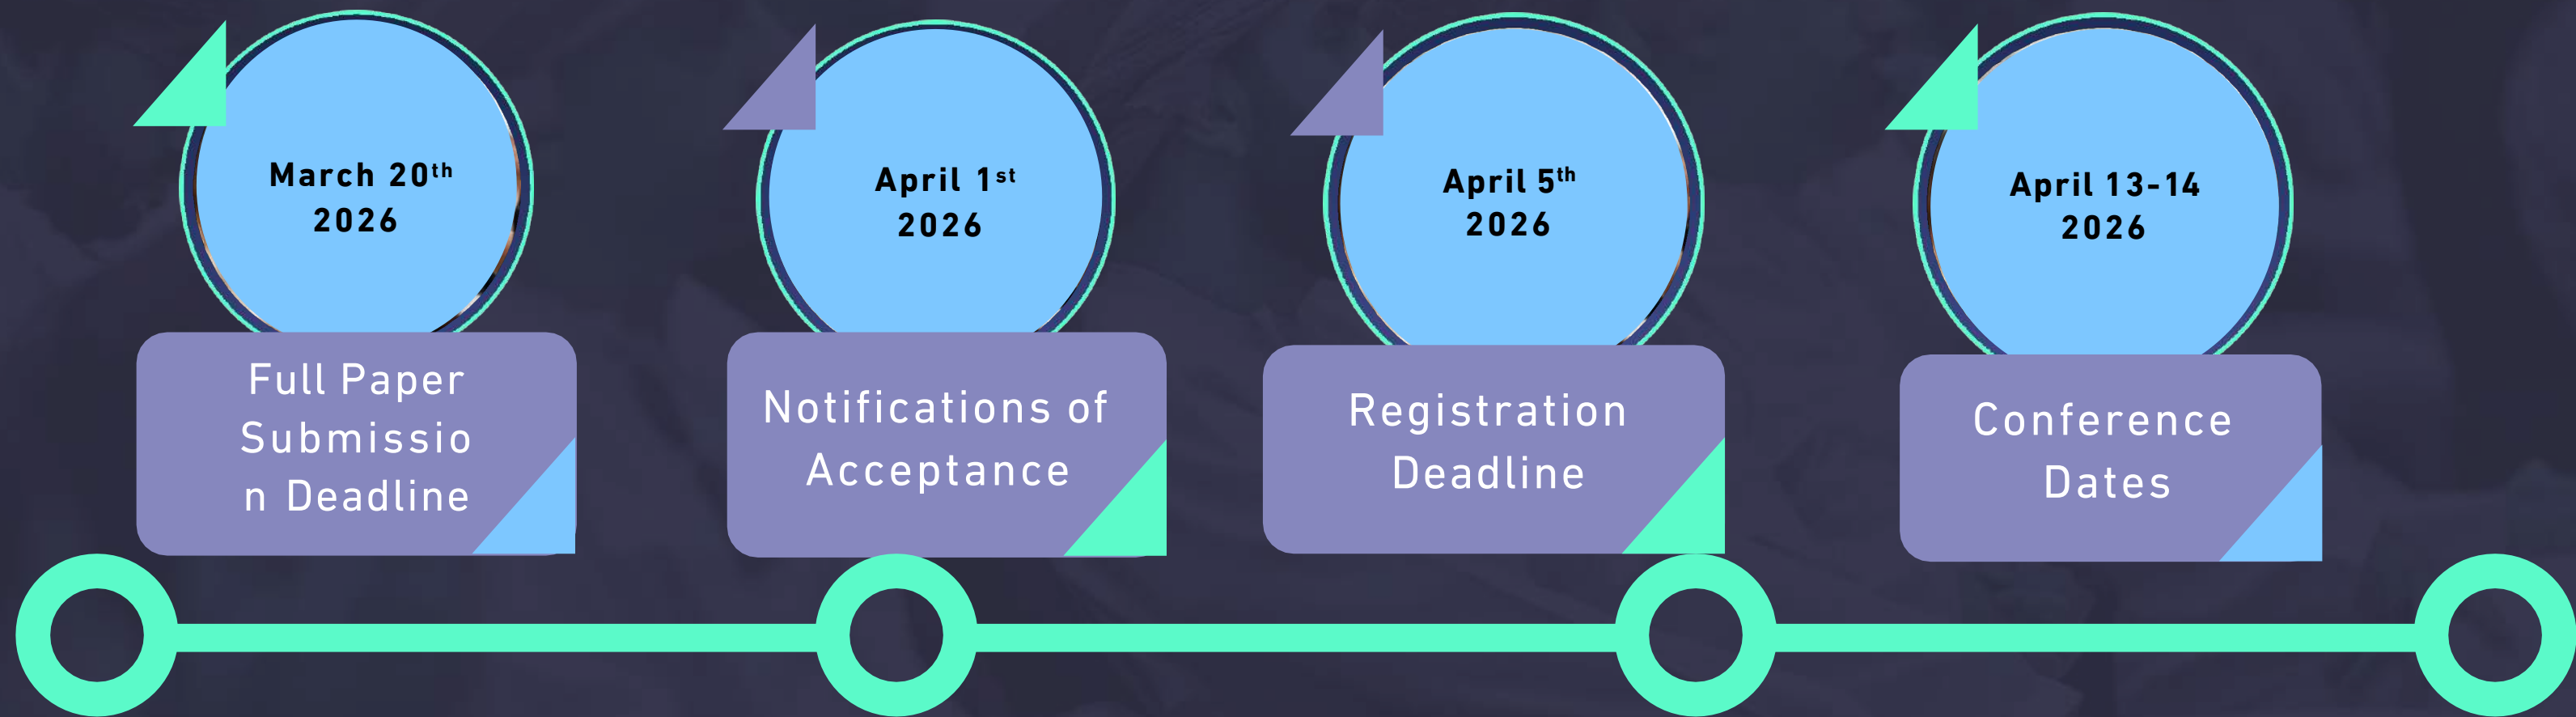 March 20th
2026
Full Paper
Submissio
n Deadline
April 1st
2026
Notifications of
Acceptance
April 5th
2026
Registration
Deadline
April 13-14
2026
Conference
Dates